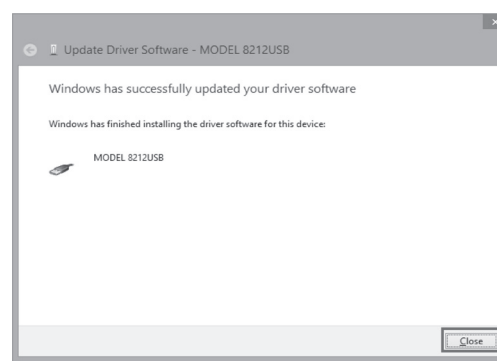 Update Driver Software - MODEL 8212USB
Windows has successfully updated your driver software
Windows has finished installing the driver software for this device:
MODEL 8212USB
Close